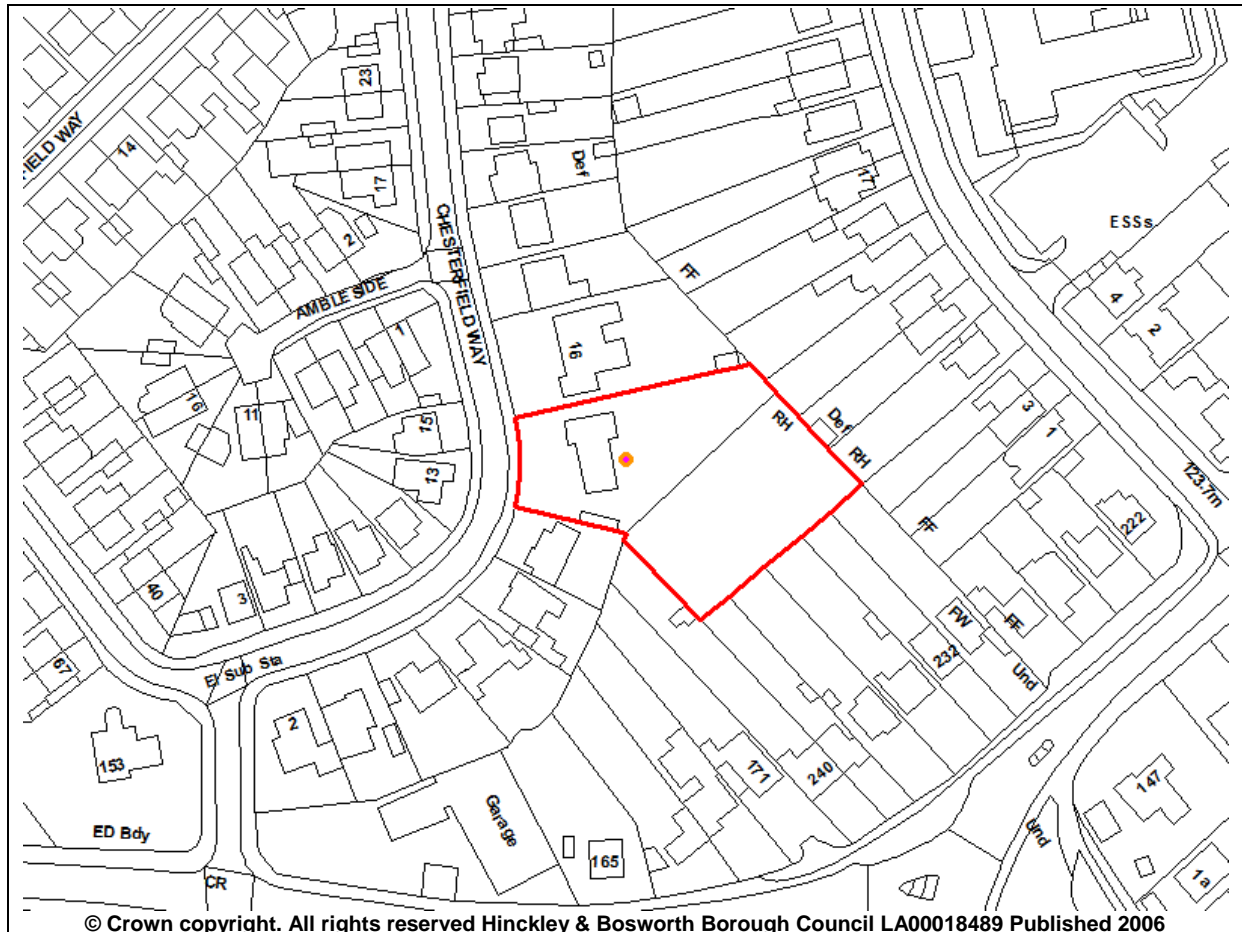 23
FIELD WAY
14
Def
17
17
ESSs
2
CHESTERFIELD WAY
AMBLE SIDE
FF
4
2
1
16
16
11
15
3
1
Def
RH
RH
13
123.7m
222
FF
40
3
FW
FF
232
Und
67
El Sub Sta
2
153
171
240
147
Garage
ED Bdy
Und
165
CR
1a
© Crown copyright. All rights reserved Hinckley & Bosworth Borough Council LA00018489 Published 2006